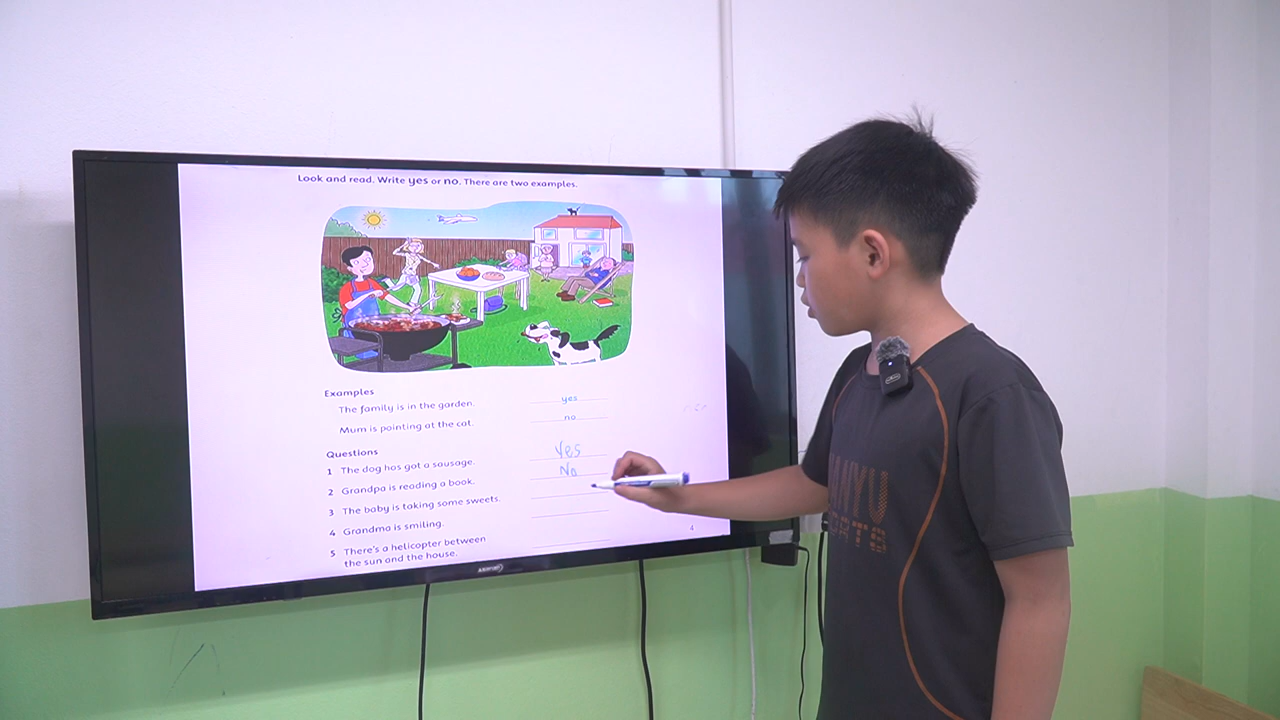 Look and read. Write yes or no. There are two examples.
Examples
The family is in the garden. yes
Mum is pointing at the cat. no
Questions
1 The dog has got a sausage. Yes
2 Grandpa is reading a book. No
3 The baby is taking some sweets.
4 Grandma is smiling.
5 There's a helicopter between
the sun and the house.
4